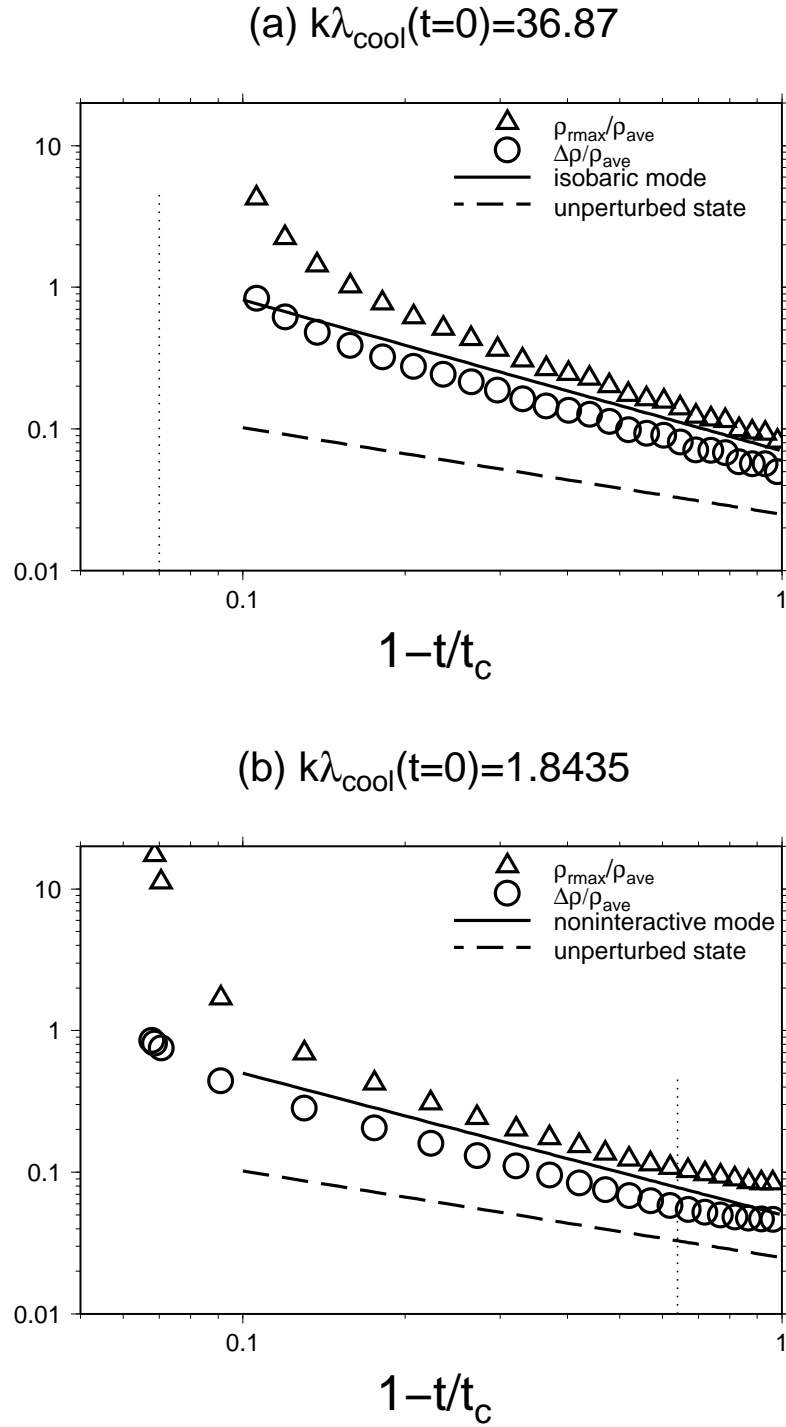 (a) kλcool(t=0)=36.87
ρrmax/ρave
Δρ/ρave
isobaric mode
unperturbed state
10
1
0.1
0.01
0.1
1
1−t/tc
(b) kλcool(t=0)=1.8435
ρrmax/ρave
Δρ/ρave
noninteractive mode
unperturbed state
10
1
0.1
0.01
0.1
1
1−t/tc